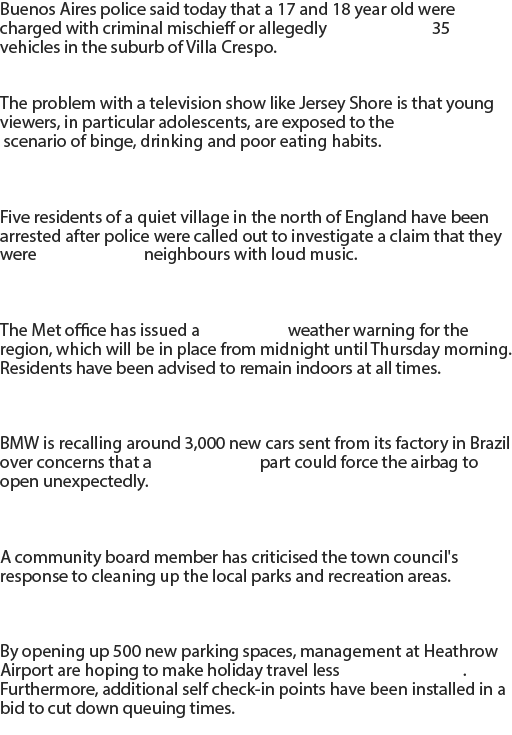 Buenos Aires police said today that a 17 and 18 year old were
charged with criminal mischieff or allegedly 35
vehicles in the suburb of Villa Crespo.
The problem with a television show like Jersey Shore is that young
viewers, in particular adolescents, are exposed to the
scenario of binge, drinking and poor eating habits.
Five residents of a quiet village in the north of England have been
arrested after police were called out to investigate a claim that they
were neighbours with loud music.
The Met office has issued a weather warning for the
region, which will be in place from midnight until Thursday morning.
Residents have been advised to remain indoors at all times.
BMW is recalling around 3,000 new cars sent from its factory in Brazil
over concerns that a part could force the airbag to
open unexpectedly.
A community board member has criticised the town council's
response to cleaning up the local parks and recreation areas.
By opening up 500 new parking spaces, management at Heathrow
Airport are hoping to make holiday travel less .
Furthermore, additional self check-in points have been installed in a
bid to cut down queuing times.